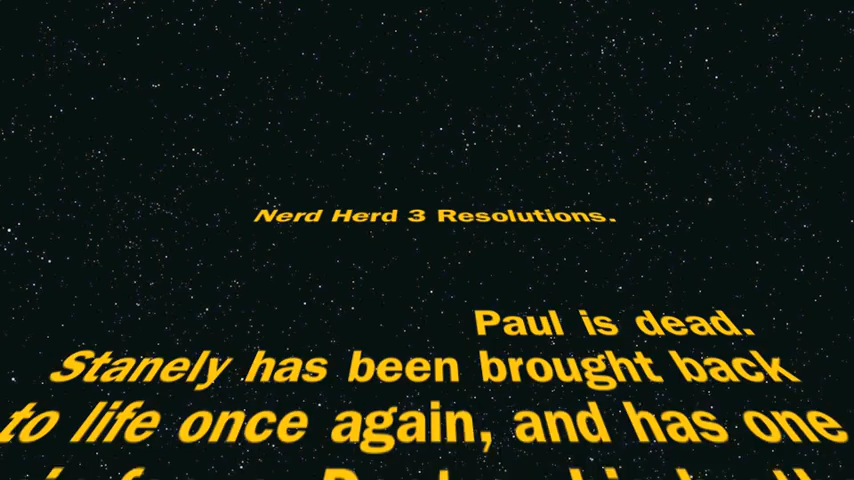 Nerd Herd 3 Resolutions.
Paul is dead.
Stanely has been brought back
to life once again, and has one